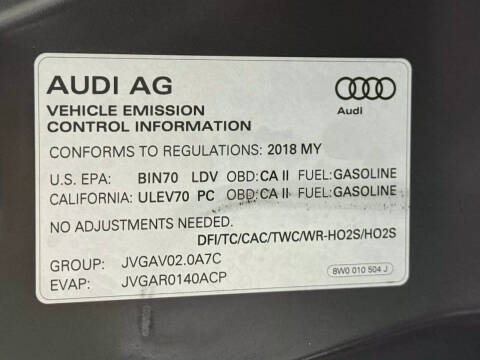 AUDI AG
Audi
VEHICLE EMISSION
CONTROL INFORMATION
CONFORMS TO REGULATIONS: 2018 MY
U.S. EPA: BIN70 LDV OBD: CA II FUEL: GASOLINE
CALIFORNIA: ULEV70 PC OBD: CA II FUEL: GASOLINE
NO ADJUSTMENTS NEEDED.
DFI/TC/CAC/TWC/WR-HO2S/HO2S
GROUP: JVGAV02.0A7C
EVAP: JVGAR0140ACP
8W0 010 504 J